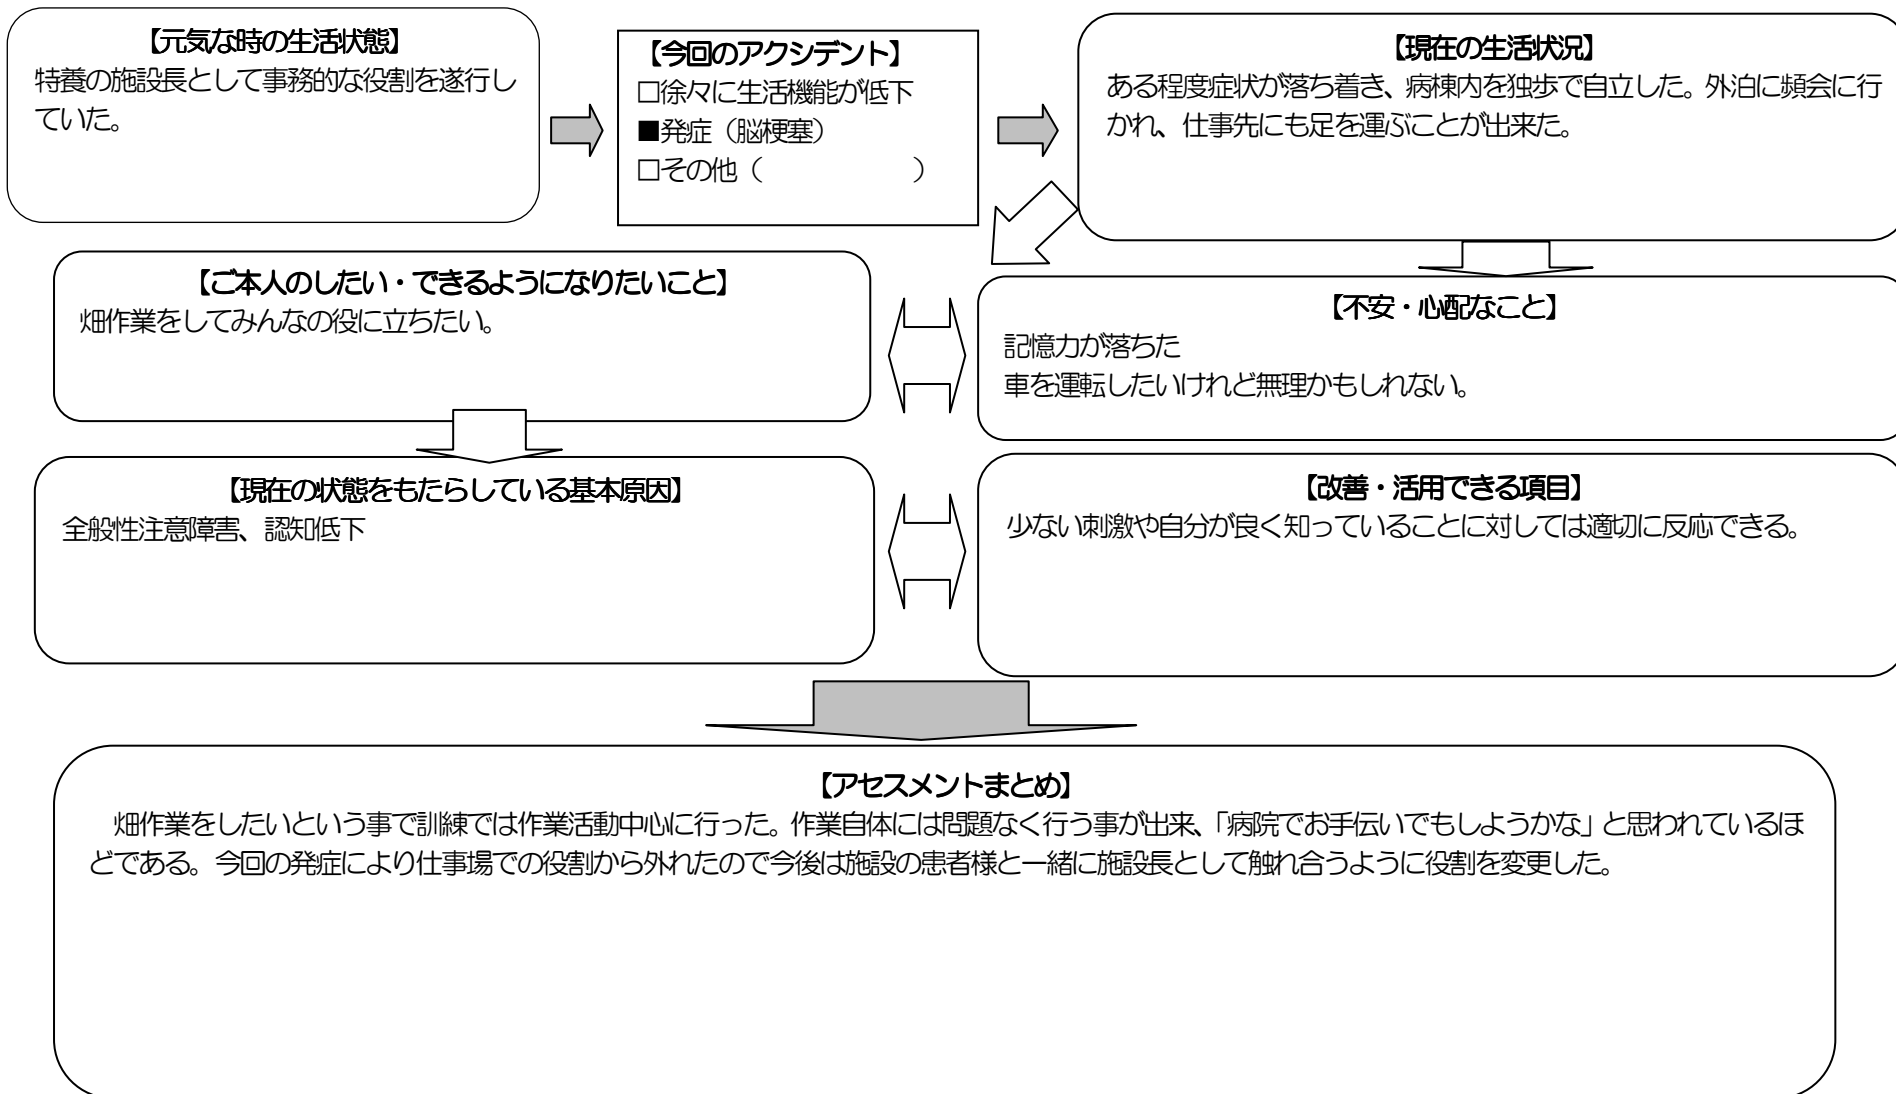 【元気な時の生活状態】
特養の施設長として事務的な役割を遂行し
ていた。
【今回のアクシデント】
□徐々に生活機能が低下
■発症（脳梗塞）
□その他（　　　　　　　）
【現在の生活状況】
ある程度症状が落ち着き、病棟内を独歩で自立した。外泊に頻会に行
かれ、仕事先にも足を運ぶことが出来た。
【ご本人のしたい・できるようになりたいこと】
畑作業をしてみんなの役に立ちたい。
【不安・心配なこと】
記憶力が落ちた
車を運転したいけれど無理かもしれない。
【現在の状態をもたらしている基本原因】
全般性注意障害、認知低下
【改善・活用できる項目】
少ない刺激や自分が良く知っていることに対しては適切に反応できる。
【アセスメントまとめ】
畑作業をしたいという事で訓練では作業活動中心に行った。作業自体には問題なく行う事が出来、「病院でお手伝いでもしようかな」と思われているほ
どである。今回の発症により仕事場での役割から外れたので今後は施設の患者様と一緒に施設長として触れ合うように役割を変更した。